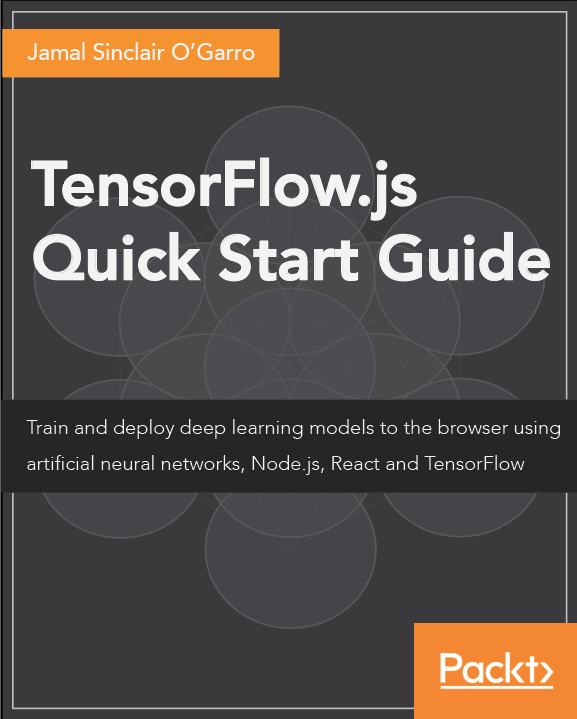 Jamal Sinclair O’Garro
TensorFlow.js
Quick Start Guide
Train and deploy deep learning models to the browser using
artificial neural networks, Node.js, React and TensorFlow
Packt